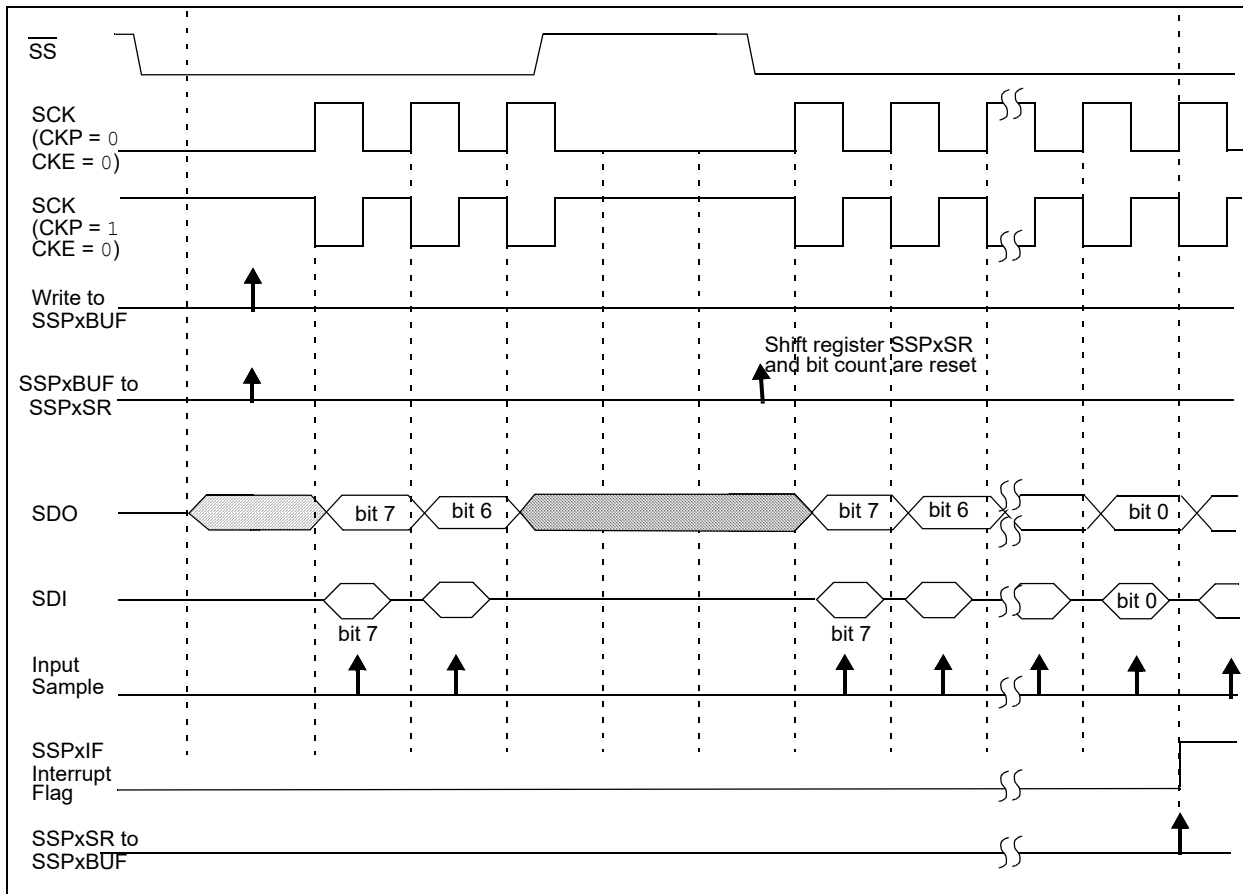 SS
SCK
(CKP = 0
CKE = 0)
SCK
(CKP = 1
CKE = 0)
Write to
SSPxBUF
Shift register SSPxSR
and bit count are reset
SSPxBUF to
SSPxSR
SDO
bit 7
bit 6
bit 7
bit 6
bit 0
SDI
bit 0
bit 7
bit 7
Input
Sample
SSPxIF
Interrupt
Flag
SSPxSR to
SSPxBUF